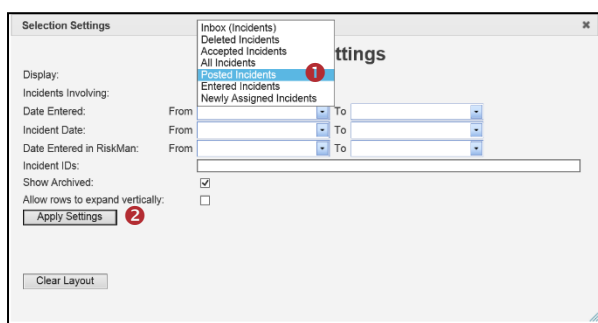 Selection Settings
Inbox (Incidents)
Deleted Incidents
Accepted Incidents
All Incidents
Posted Incidents 1
Entered Incidents
Newly Assigned Incidents
ttings
Display:
Incidents Involving:
Date Entered: From To
Incident Date: From To
Date Entered in RiskMan: From To
Incident IDs:
Show Archived:
Allow rows to expand vertically:
Apply Settings 2
Clear Layout